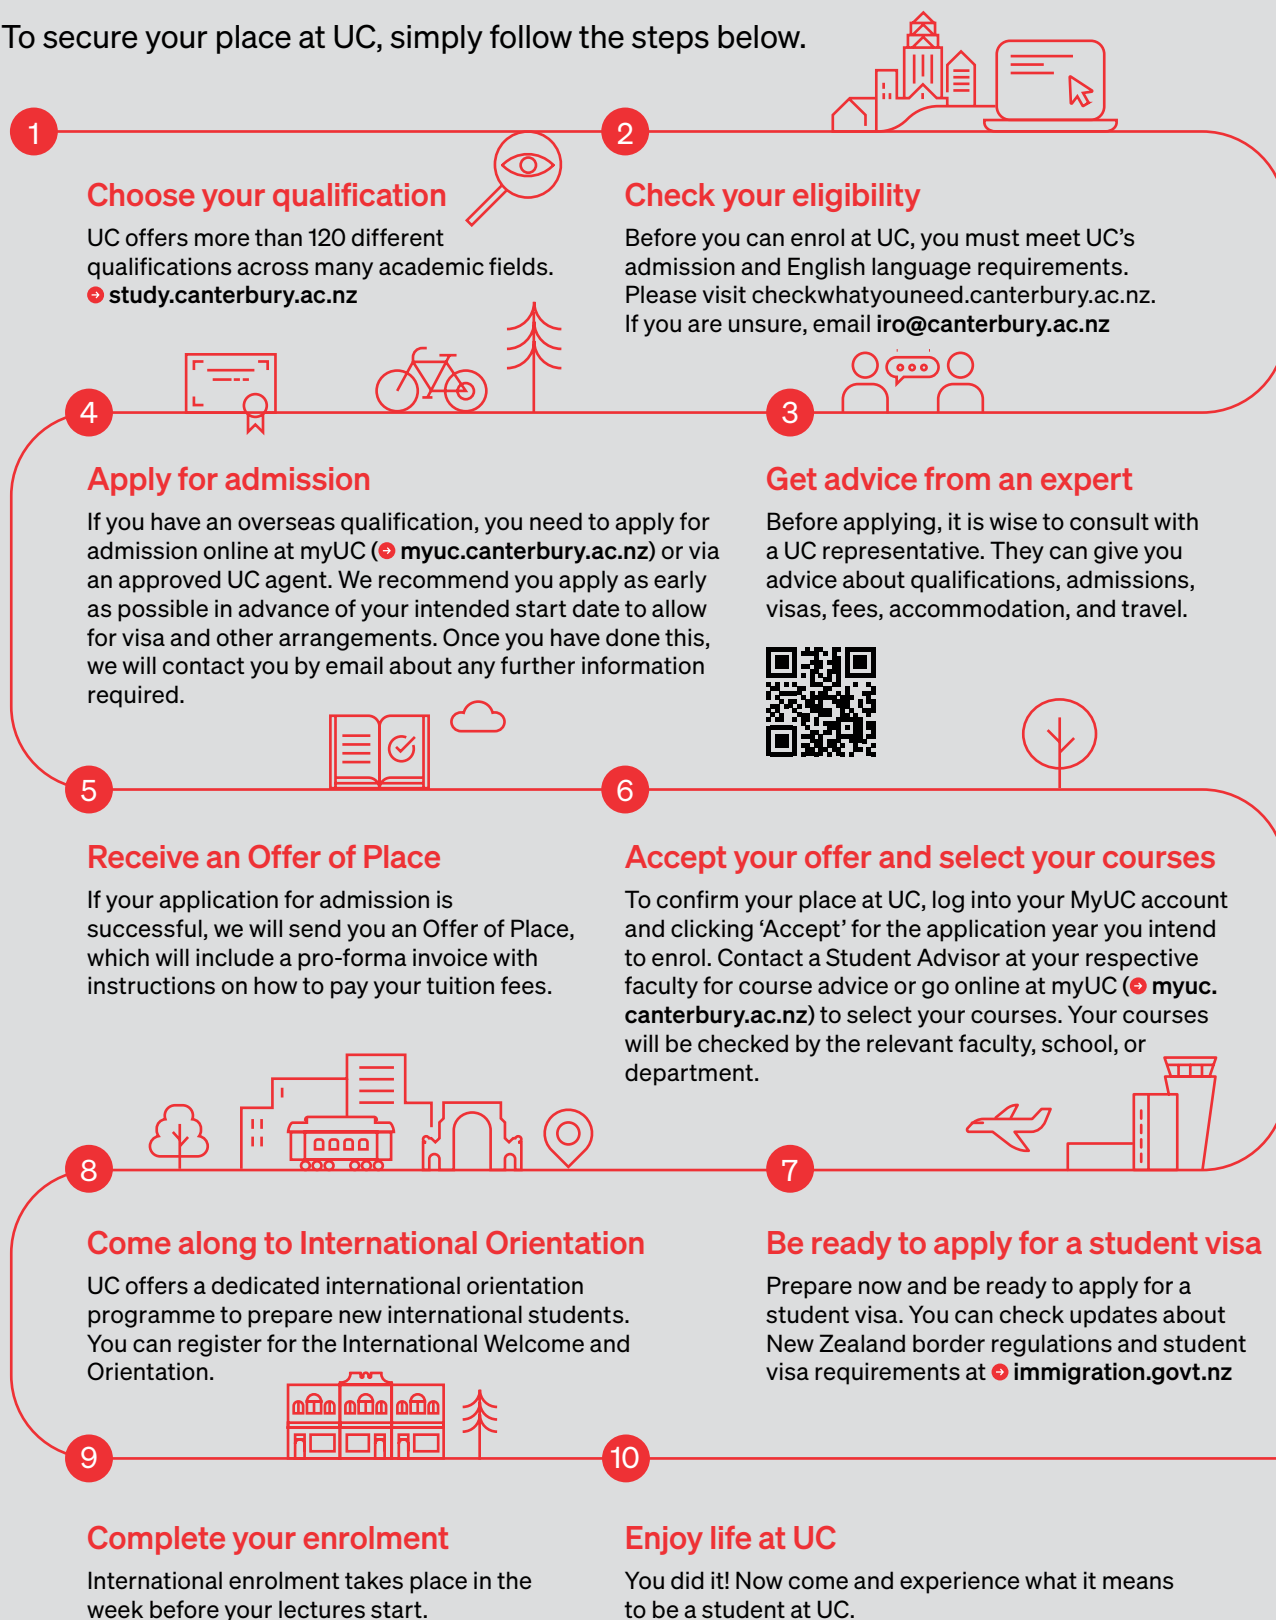 To secure your place at UC, simply follow the steps below.
1
Choose your qualification
UC offers more than 120 different
qualifications across many academic fields.
study.canterbury.ac.nz
2
Check your eligibility
Before you can enrol at UC, you must meet UC’s
admission and English language requirements.
Please visit checkwhatyouneed.canterbury.ac.nz.
If you are unsure, email iro@canterbury.ac.nz
3
Get advice from an expert
Before applying, it is wise to consult with
a UC representative. They can give you
advice about qualifications, admissions,
visas, fees, accommodation, and travel.
4
Apply for admission
If you have an overseas qualification, you need to apply for
admission online at myUC ( myuc.canterbury.ac.nz) or via
an approved UC agent. We recommend you apply as early
as possible in advance of your intended start date to allow
for visa and other arrangements. Once you have done this,
we will contact you by email about any further information
required.
5
Receive an Offer of Place
If your application for admission is
successful, we will send you an Offer of Place,
which will include a pro-forma invoice with
instructions on how to pay your tuition fees.
6
Accept your offer and select your courses
To confirm your place at UC, log into your MyUC account
and clicking ‘Accept’ for the application year you intend
to enrol. Contact a Student Advisor at your respective
faculty for course advice or go online at myUC ( myuc.
canterbury.ac.nz) to select your courses. Your courses
will be checked by the relevant faculty, school, or
department.
7
Be ready to apply for a student visa
Prepare now and be ready to apply for a
student visa. You can check updates about
New Zealand border regulations and student
visa requirements at immigration.govt.nz
8
Come along to International Orientation
UC offers a dedicated international orientation
programme to prepare new international students.
You can register for the International Welcome and
Orientation.
9
Complete your enrolment
International enrolment takes place in the
week before your lectures start.
10
Enjoy life at UC
You did it! Now come and experience what it means
to be a student at UC.